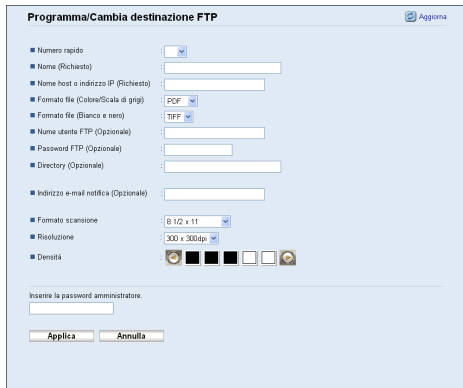 Programma/Cambia destinazione FTP
Aggiorna
Numero rapido :
Nome (Richiesto) :
Nome host o indirizzo IP (Richiesto) :
Formato file (Colore/Scala di grigi) : PDF
Formato file (Bianco e nero) : TIFF
Nume utente FTP (Opzionale) :
Password FTP (Opzionale) :
Directory (Opzionale) :
Indirizzo e-mail notifica (Opzionale) :
Formato scansione : 8 1/2 x 11
Risoluzione : 300 x 300dpi
Densità :
Inserire la password amministratore.
Applica Annulla